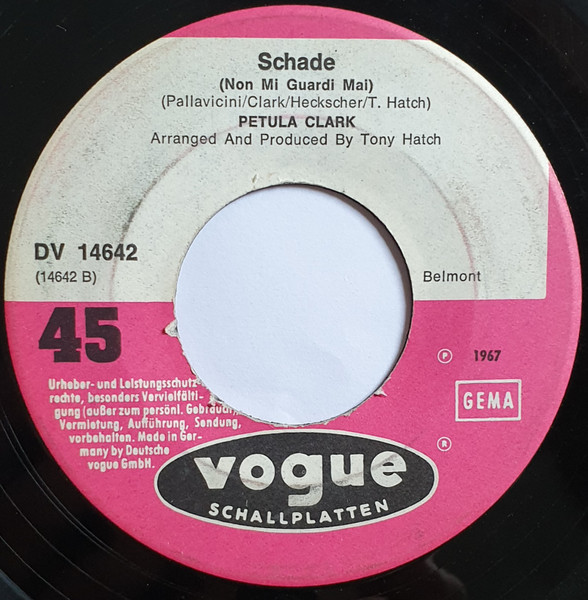 Schade
(Non Mi Guardi Mai)
(Pallavicini/Clark/Heckscher/T. Hatch)
PETULA CLARK
Arranged And Produced By Tony Hatch
DV 14642
(14642 B)
Belmont
45
℗ 1967
GEMA
Urheber- und Leistungsschutz-
rechte, besonders Vervielfälti-
gung (außer zum persönl. Gebrauch),
Vermietung, Aufführung, Sendung,
vorbehalten. Made in Ger-
many by Deutsche
vogue GmbH.
®
vogue
SCHALLPLATTEN